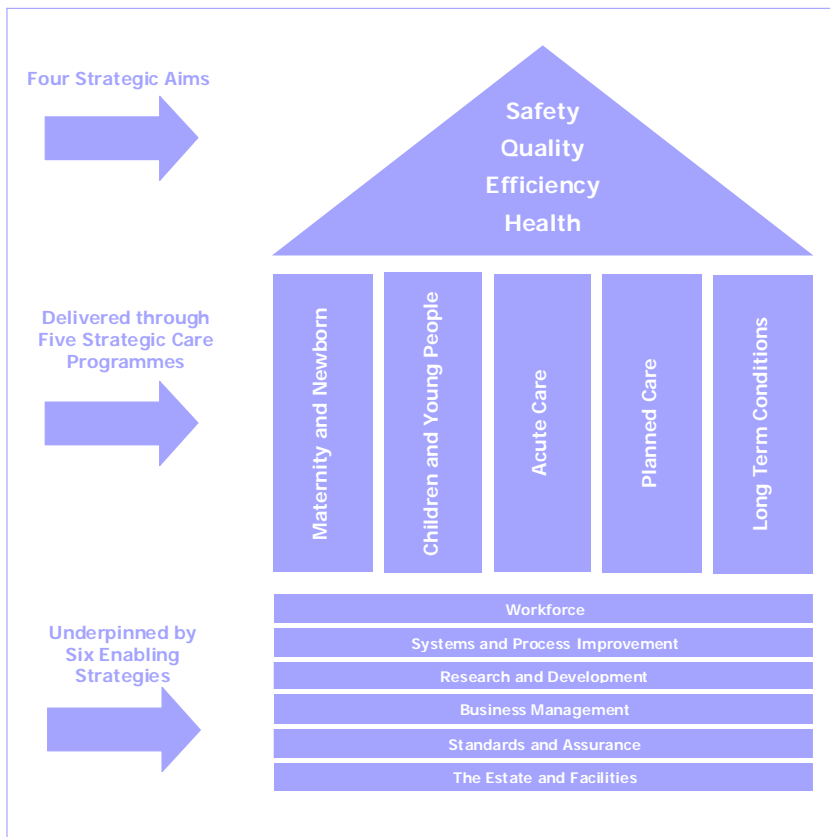 Four Strategic Aims
Safety
Quality
Efficiency
Health
Delivered through
Five Strategic Care
Programmes
Maternity and Newborn
Children and Young People
Acute Care
Planned Care
Long Term Conditions
Underpinned by
Six Enabling
Strategies
Workforce
Systems and Process Improvement
Research and Development
Business Management
Standards and Assurance
The Estate and Facilities